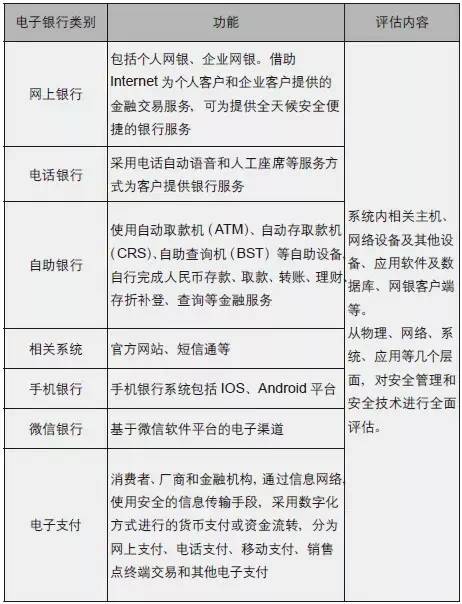 电子银行类别
功能
评估内容
网上银行
包括个人网银、企业网银。借助
Internet 为个人客户和企业客户提供的
金融交易服务，可为提供全天候安全便
捷的银行服务
电话银行
采用电话自动语音和人工座席等服务方
式为客户提供银行服务
自助银行
使用自动取款机（ATM）、自动存取款机
（CRS）、自助查询机（BST）等自助设备，
自行完成人民币存款、取款、转账、理财、
存折补登、查询等金融服务
相关系统
官方网站、短信通等
手机银行
手机银行系统包括 IOS、Android 平台
微信银行
基于微信软件平台的电子渠道
电子支付
消费者、厂商和金融机构，通过信息网络，
使用安全的信息传输手段，采用数字化
方式进行的货币支付或资金流转，分为
网上支付、电话支付、移动支付、销售
点终端交易和其他电子支付
系统内相关主机、
网络设备及其他设
备、应用软件及数
据库、网银客户端
等。
从物理、网络、系
统、应用等几个层
面，对安全管理和
安全技术进行全面
评估。